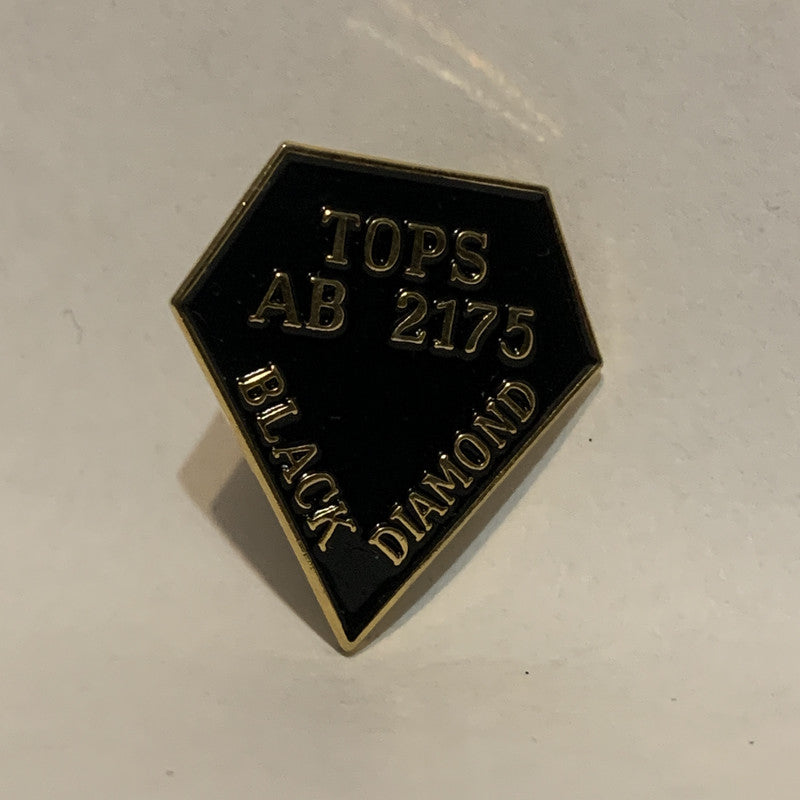 TOPS
AB 2175
BLACK
DIAMOND